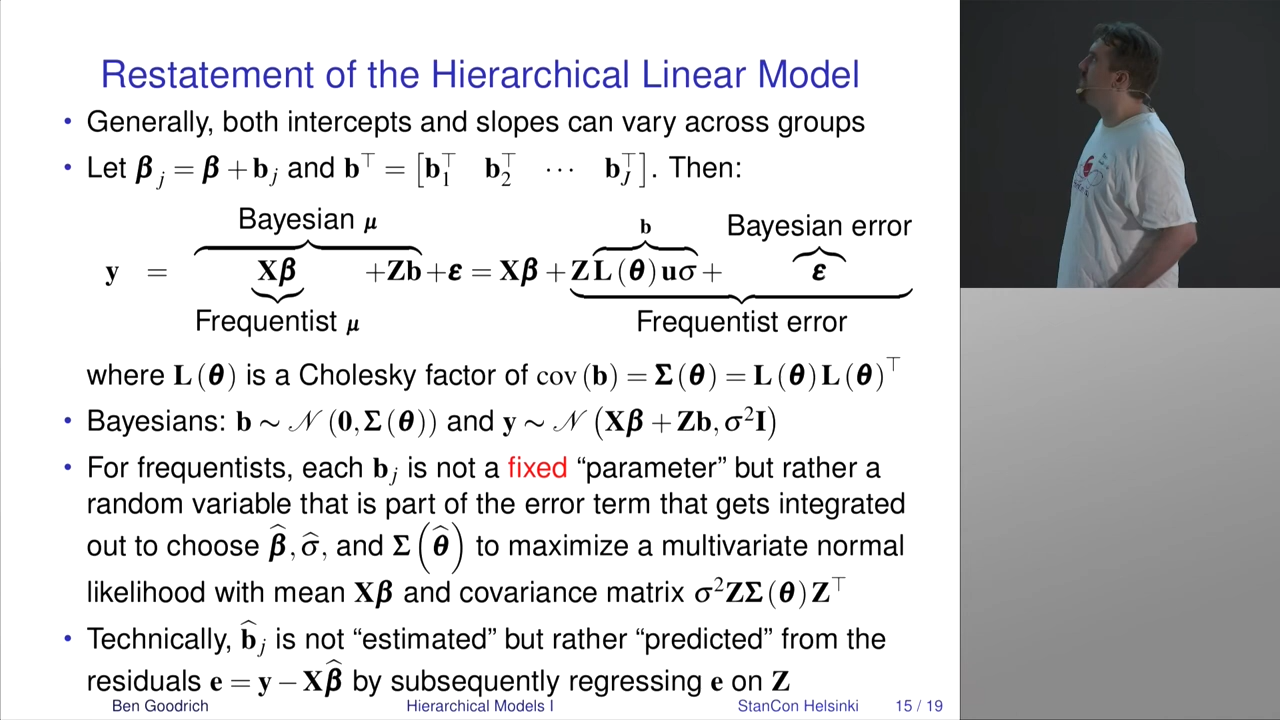 Restatement of the Hierarchical Linear Model
• Generally, both intercepts and slopes can vary across groups
• Let β_j = β + b_j and b^⊤ = [b_1^⊤ b_2^⊤ ⋯ b_J^⊤]. Then:
Bayesian μ b Bayesian error
y = Xβ +Zb+ε = Xβ + ZL(θ)uσ + ε
Frequentist μ Frequentist error
where L(θ) is a Cholesky factor of cov(b) = Σ(θ) = L(θ)L(θ)^⊤
• Bayesians: b ∼ 𝒩(0,Σ(θ)) and y ∼ 𝒩(Xβ + Zb, σ²I)
• For frequentists, each b_j is not a fixed “parameter” but rather a
random variable that is part of the error term that gets integrated
out to choose β̂, σ̂, and Σ(θ̂) to maximize a multivariate normal
likelihood with mean Xβ and covariance matrix σ²ZΣ(θ)Z^⊤
• Technically, b̂_j is not “estimated” but rather “predicted” from the
residuals e = y − Xβ̂ by subsequently regressing e on Z
Ben Goodrich Hierarchical Models I StanCon Helsinki 15 / 19